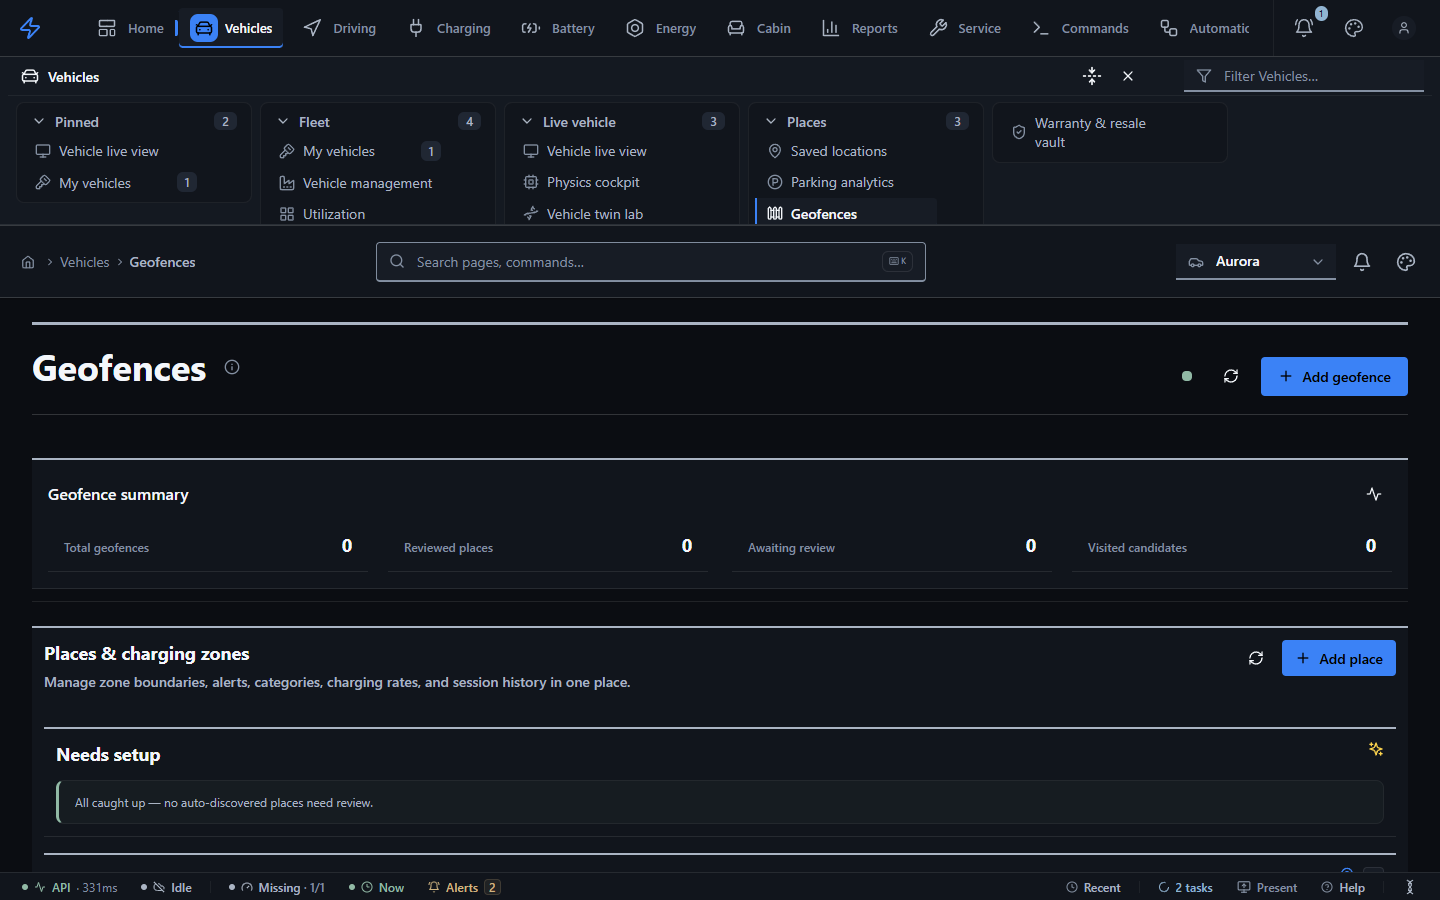 Home
Vehicles
Driving
Charging
Battery
Energy
Cabin
Reports
Service
Commands
Automatic
1
Vehicles
Filter Vehicles...
Pinned 2
Vehicle live view
My vehicles 1
Fleet 4
My vehicles 1
Vehicle management
Utilization
Live vehicle 3
Vehicle live view
Physics cockpit
Vehicle twin lab
Places 3
Saved locations
Parking analytics
Geofences
Warranty & resale
vault
Vehicles
Geofences
Search pages, commands...
K
Aurora
Geofences
Add geofence
Geofence summary
Total geofences 0
Reviewed places 0
Awaiting review 0
Visited candidates 0
Places & charging zones
Add place
Manage zone boundaries, alerts, categories, charging rates, and session history in one place.
Needs setup
All caught up — no auto-discovered places need review.
API · 331ms
Idle
Missing · 1/1
Now
Alerts 2
Recent
2 tasks
Present
Help